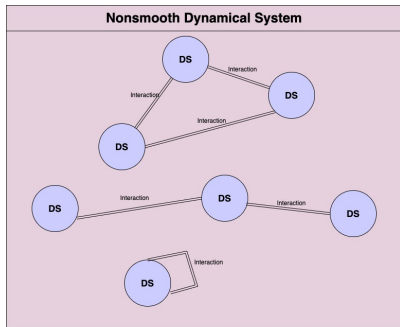 Nonsmooth Dynamical System
DS
Interaction
Interaction
DS
Interaction
DS
DS
Interaction
DS
Interaction
DS
Interaction
DS